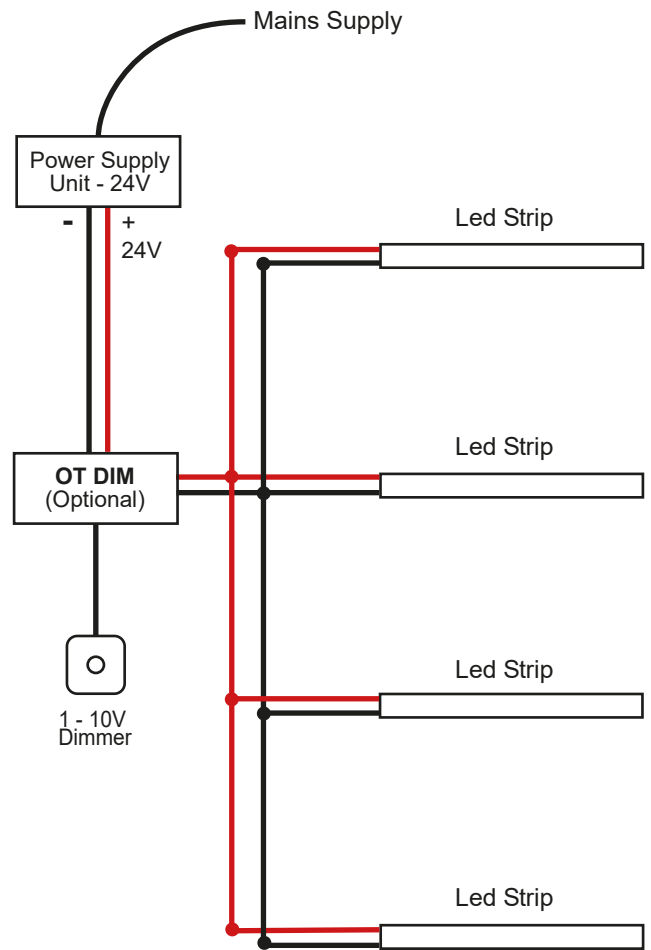 Mains Supply
Power Supply
Unit - 24V
- +
24V
Led Strip
Led Strip
OT DIM
(Optional)
Led Strip
1 - 10V
Dimmer
Led Strip